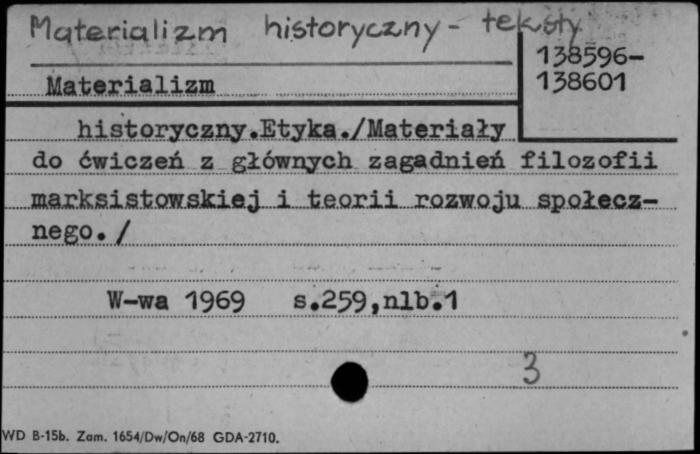 Materializm historyczny - teksty
138596-
138601
Materializm
historyczny.Etyka./Materiały
do ćwiczeń z głównych zagadnień filozofii
marksistowskiej i teorii rozwoju społecz-
nego./
W-wa 1969 s.259,nlb.1
3
WD B-15b. Zam. 1654/Dw/On/68 GDA-2710.